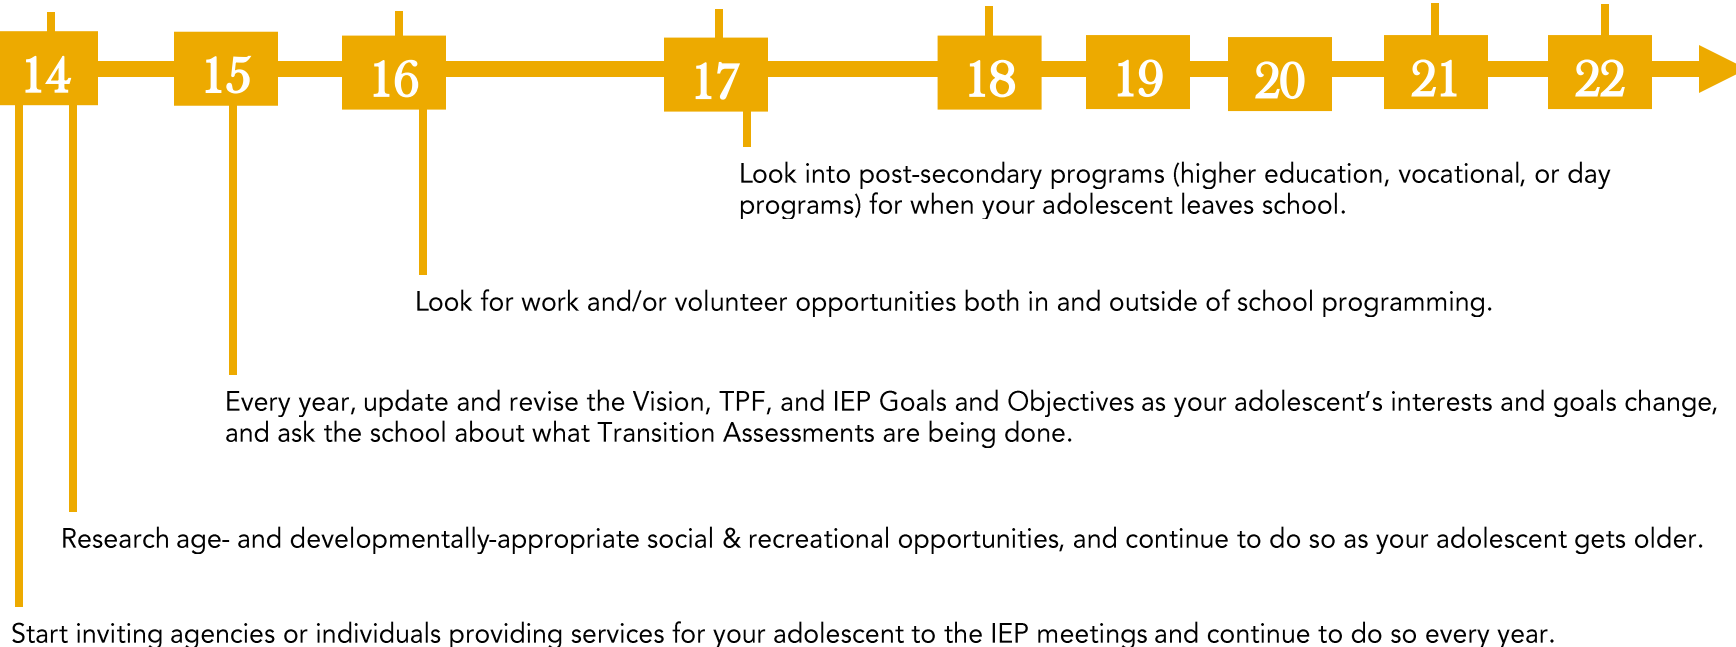 14 15 16 17 18 19 20 21 22
Look into post-secondary programs (higher education, vocational, or day
programs) for when your adolescent leaves school.
Look for work and/or volunteer opportunities both in and outside of school programming.
Every year, update and revise the Vision, TPF, and IEP Goals and Objectives as your adolescent’s interests and goals change,
and ask the school about what Transition Assessments are being done.
Research age- and developmentally-appropriate social & recreational opportunities, and continue to do so as your adolescent gets older.
Start inviting agencies or individuals providing services for your adolescent to the IEP meetings and continue to do so every year.